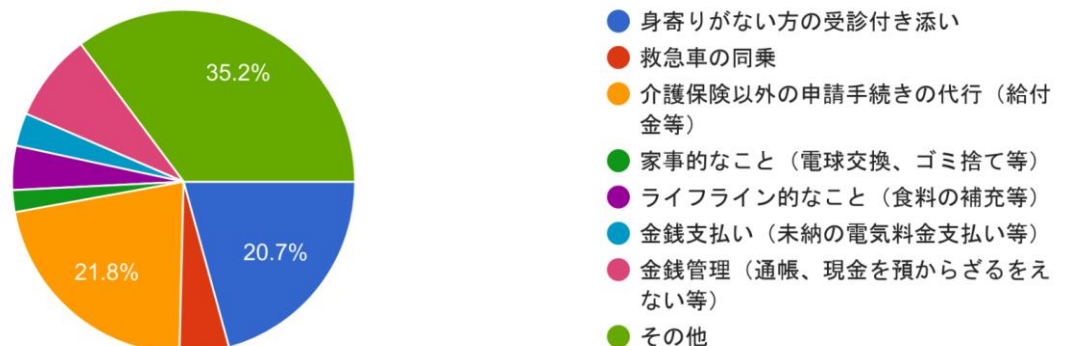 35.2%
20.7%
21.8%
身寄りがない方の受診付き添い
救急車の同乗
介護保険以外の申請手続きの代行（給付
金等）
家事的なこと（電球交換、ゴミ捨て等）
ライフライン的なこと（食料の補充等）
金銭支払い（未納の電気料金支払い等）
金銭管理（通帳、現金を預からざるをえ
ない等）
その他